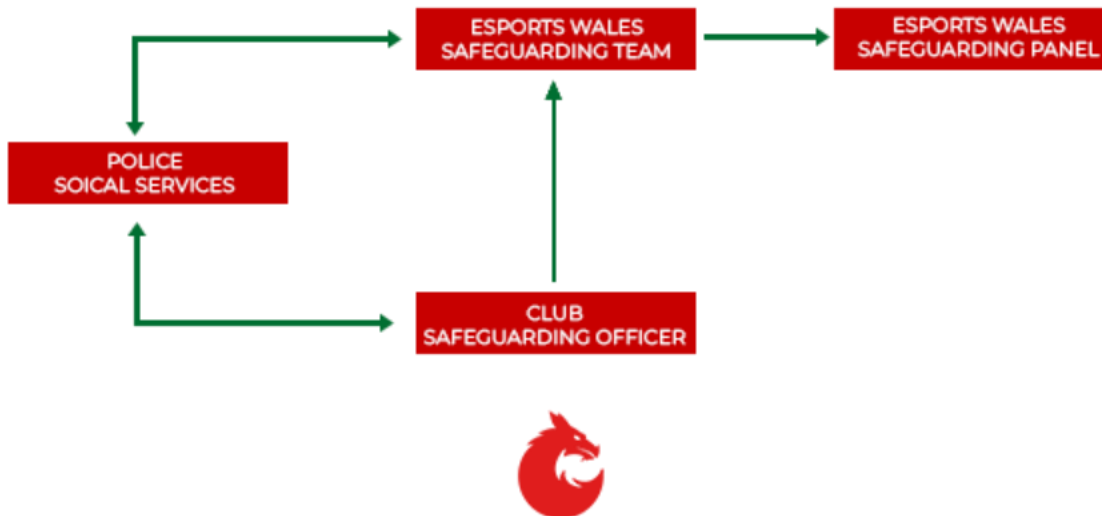 ESPORTS WALES
SAFEGUARDING TEAM
ESPORTS WALES
SAFEGUARDING PANEL
POLICE
SOICAL SERVICES
CLUB
SAFEGUARDING OFFICER